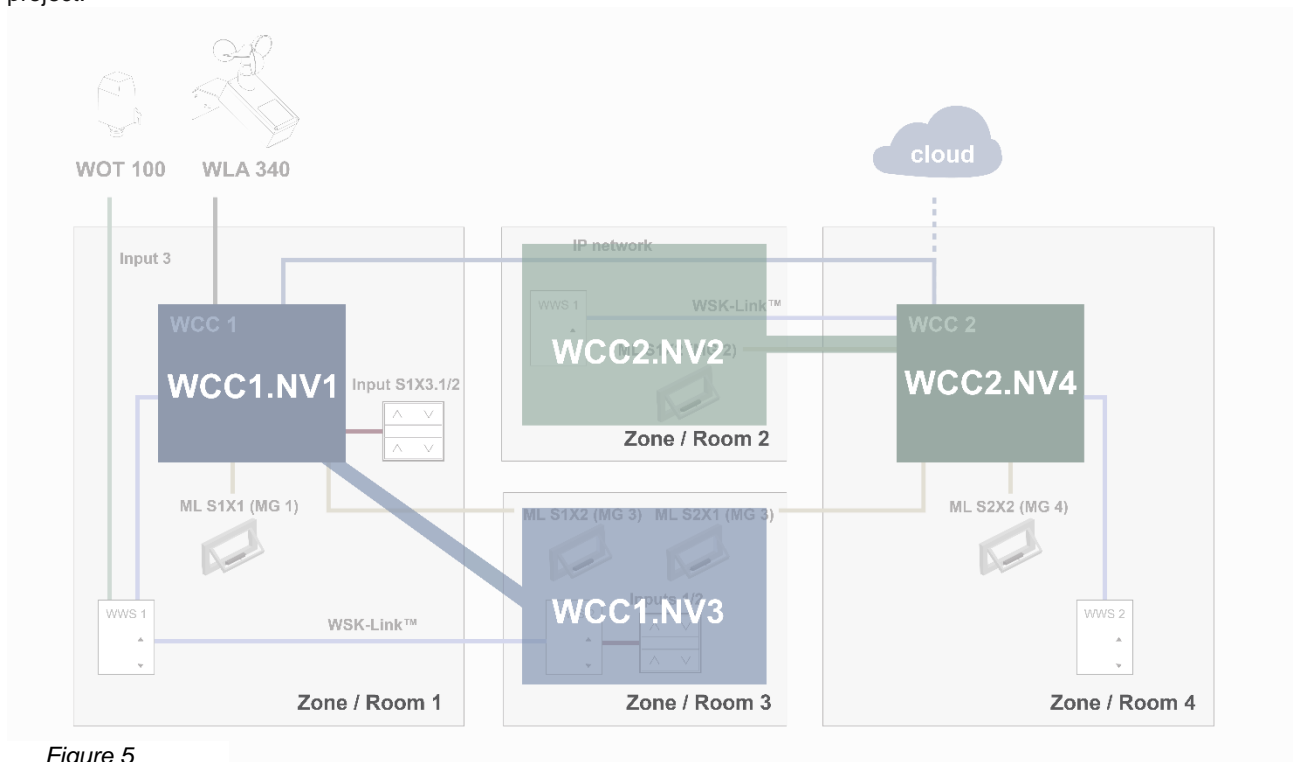 project.
WOT 100
WLA 340
cloud
Input 3
IP network
WCC 1
WCC1.NV1
Input S1X3.1/2
WWS 1
WSK-Link™
WCC2.NV2
Zone / Room 2
WCC 2
WCC2.NV4
ML S1X1 (MG 1)
ML S1X2 (MG 3)
ML S2X1 (MG 3)
ML S2X2 (MG 4)
WWS 1
WSK-Link™
Inputs 1/2
WCC1.NV3
WWS 2
Zone / Room 1
Zone / Room 3
Zone / Room 4
Figure 5